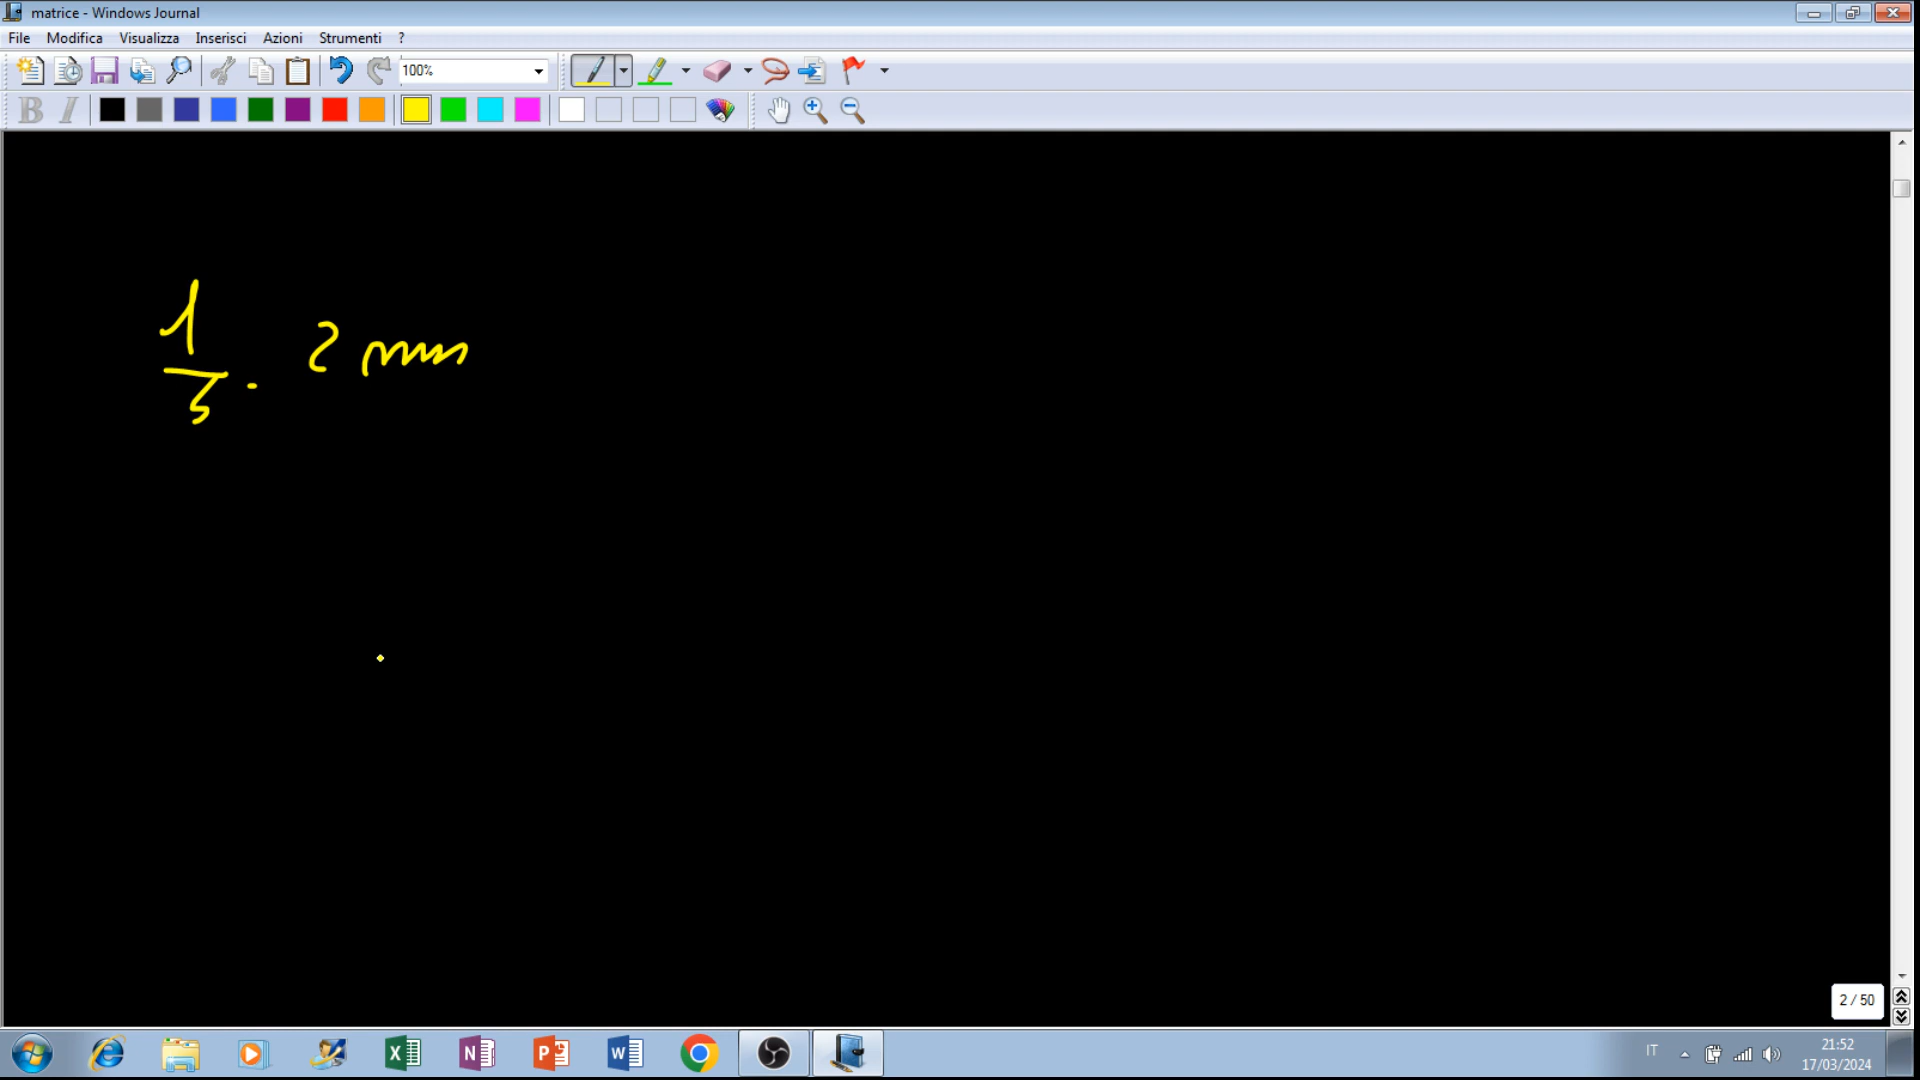 matrice - Windows Journal
File Modifica Visualizza Inserisci Azioni Strumenti ?
100%
B I
1
3 . 2
2 / 50
IT
21:52
17/03/2024